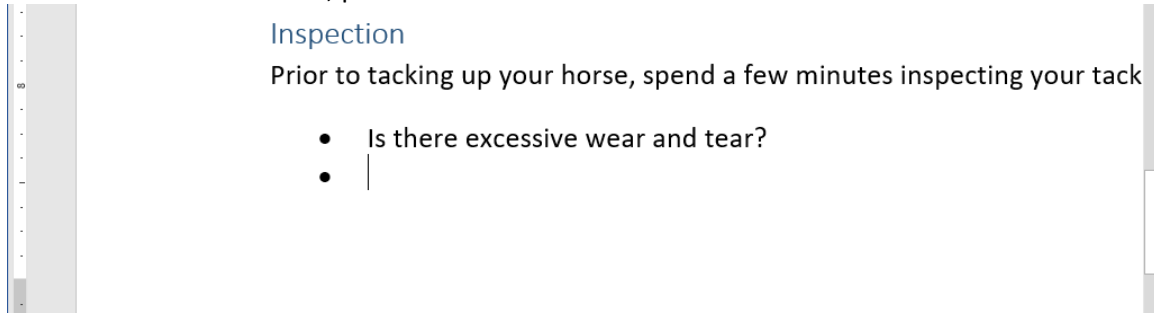 Inspection
Prior to tacking up your horse, spend a few minutes inspecting your tack
• Is there excessive wear and tear?
•